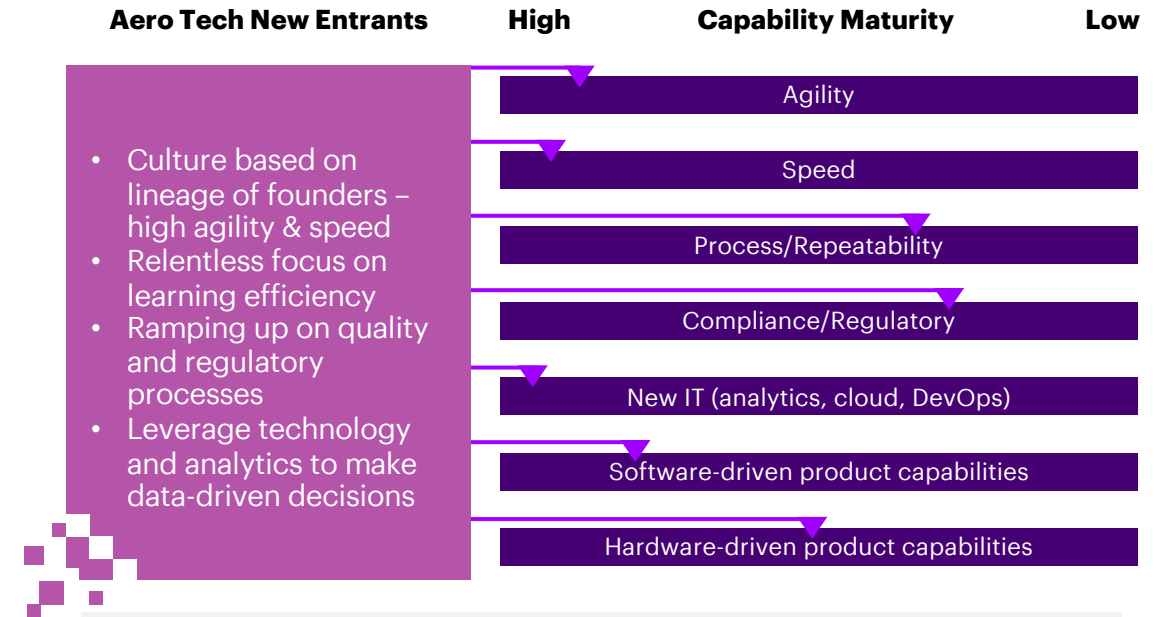 Aero Tech New Entrants
High
Capability Maturity
Low
• Culture based on
lineage of founders –
high agility & speed
• Relentless focus on
learning efficiency
• Ramping up on quality
and regulatory
processes
• Leverage technology
and analytics to make
data-driven decisions
Agility
Speed
Process/Repeatability
Compliance/Regulatory
New IT (analytics, cloud, DevOps)
Software-driven product capabilities
Hardware-driven product capabilities